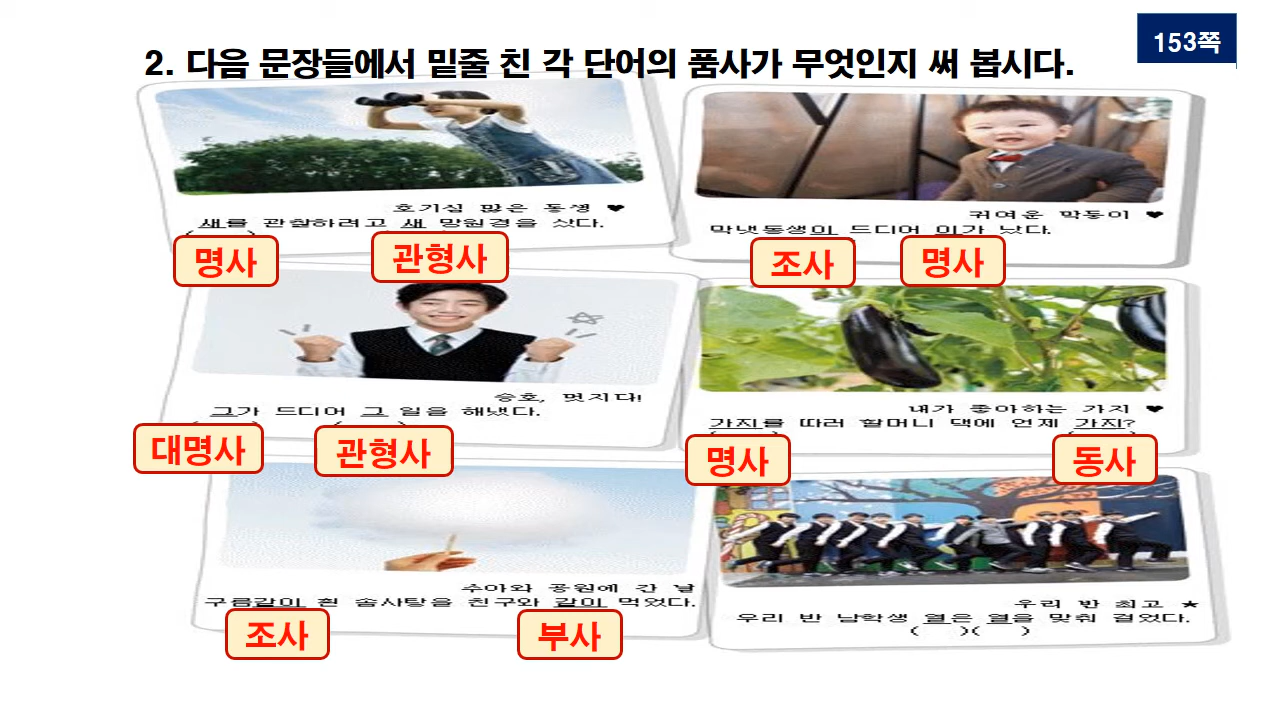 153쪽
2. 다음 문장들에서 밑줄 친 각 단어의 품사가 무엇인지 써 봅시다.
호기심 많은 동생 ♥
새를 관찰하려고 새 망원경을 샀다.
명사
관형사
귀여운 막둥이 ♥
막냇동생이 드디어 이가 났다.
조사
명사
승호, 멋지다!
그가 드디어 그 일을 해냈다.
대명사
관형사
내가 좋아하는 가지 ♥
가지를 따러 할머니 댁에 언제 가지?
명사
동사
수아와 공원에 간 날
구름같이 흰 솜사탕을 친구와 같이 먹었다.
조사
부사
우리 반 최고 ★
우리 반 남학생 열은 열을 맞춰 걸었다.
( )( )